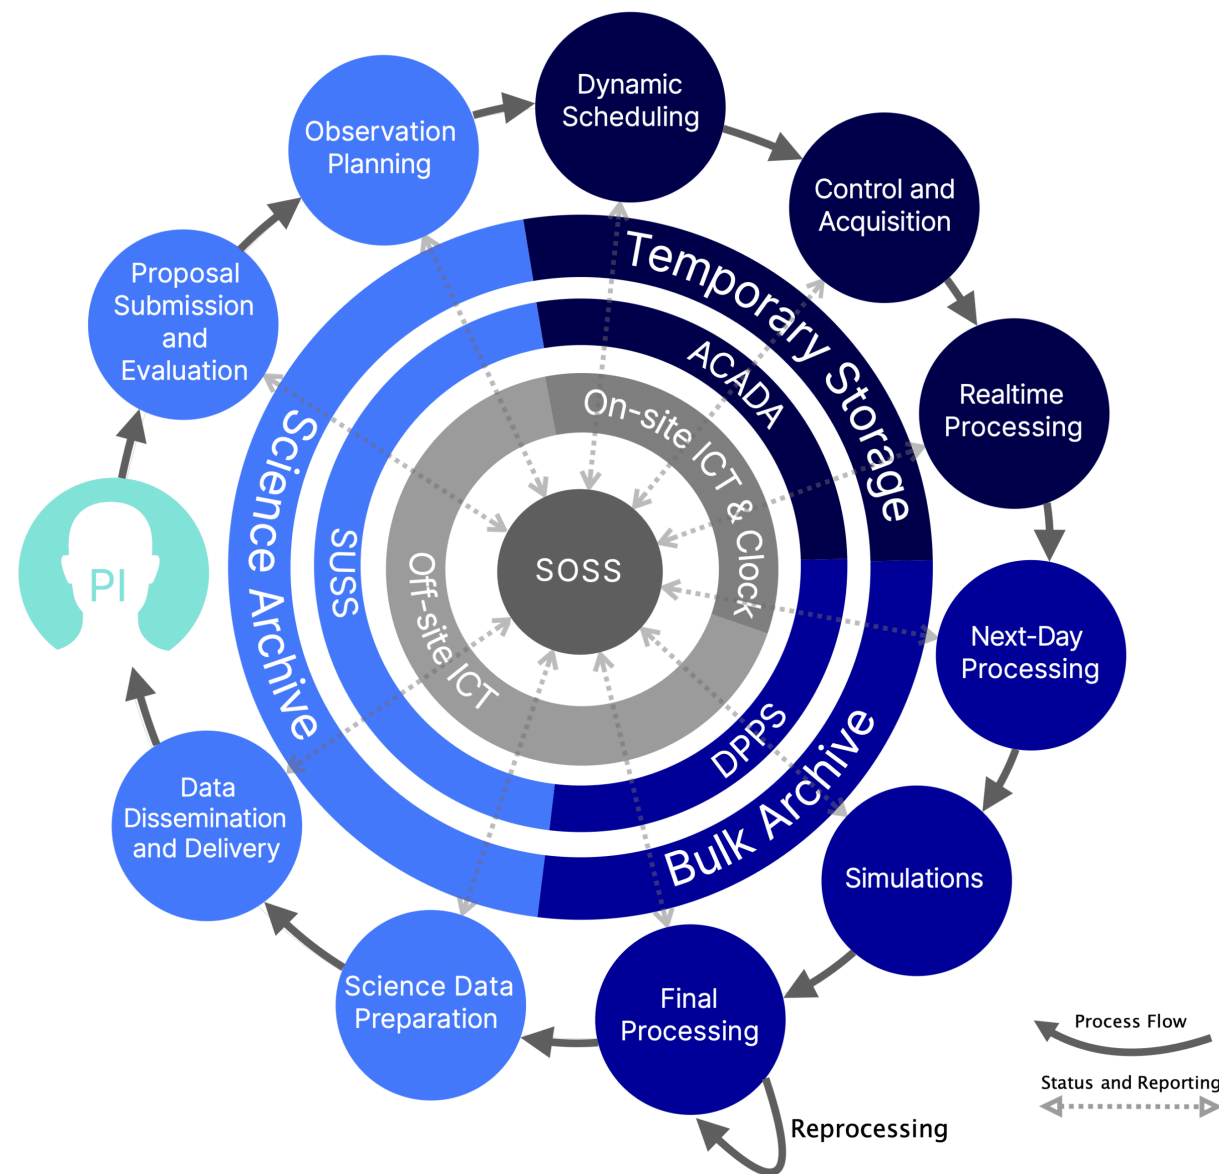 Dynamic
Scheduling
Observation
Planning
Control and
Acquisition
Proposal
Submission
and
Evaluation
Realtime
Processing
Temporary Storage
ACADA
On-site ICT & Clock
Science Archive
SUSS
Off-site ICT
SOSS
PI
Next-Day
Processing
DPPS
Bulk Archive
Data
Dissemination
and Delivery
Simulations
Science Data
Preparation
Final
Processing
Process Flow
Status and Reporting
Reprocessing